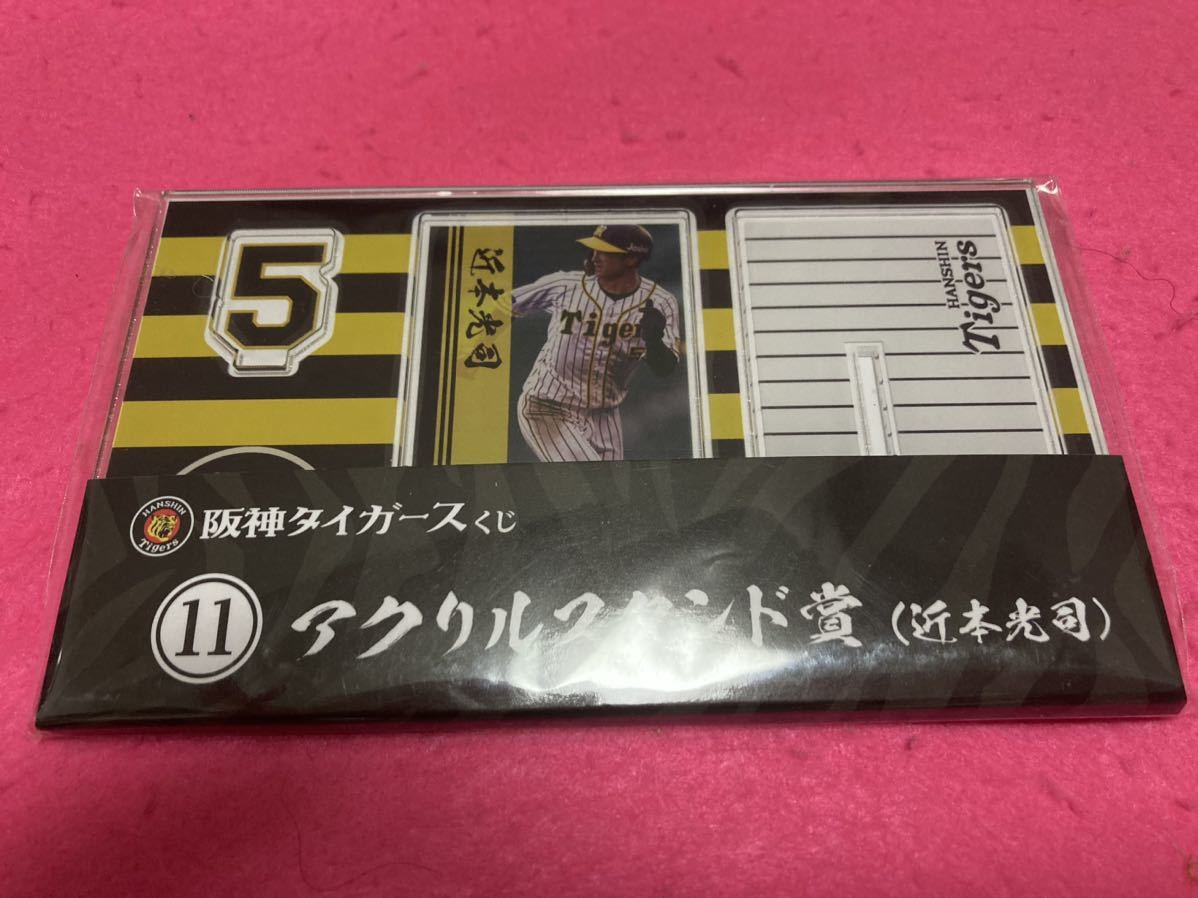 5
近本光司
Tigers
5
HANSHIN
Tigers
HANSHIN
Tigers
阪神タイガースくじ
11 アクリルスタンド賞（近本光司）